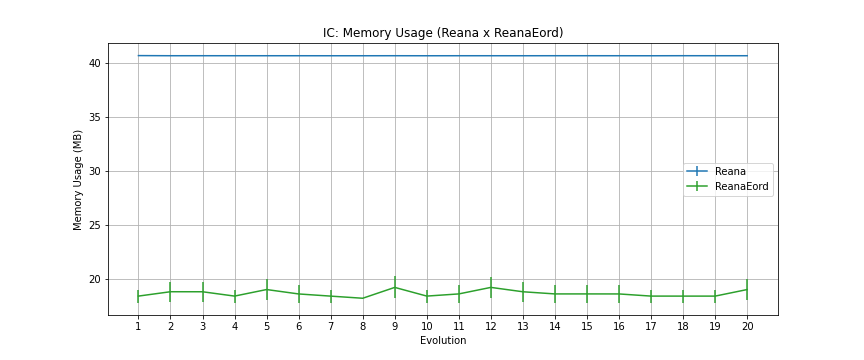 IC: Memory Usage (Reana x ReanaEord)
Memory Usage (MB)
40
35
30
25
20
Reana
ReanaEord
1 2 3 4 5 6 7 8 9 10 11 12 13 14 15 16 17 18 19 20
Evolution